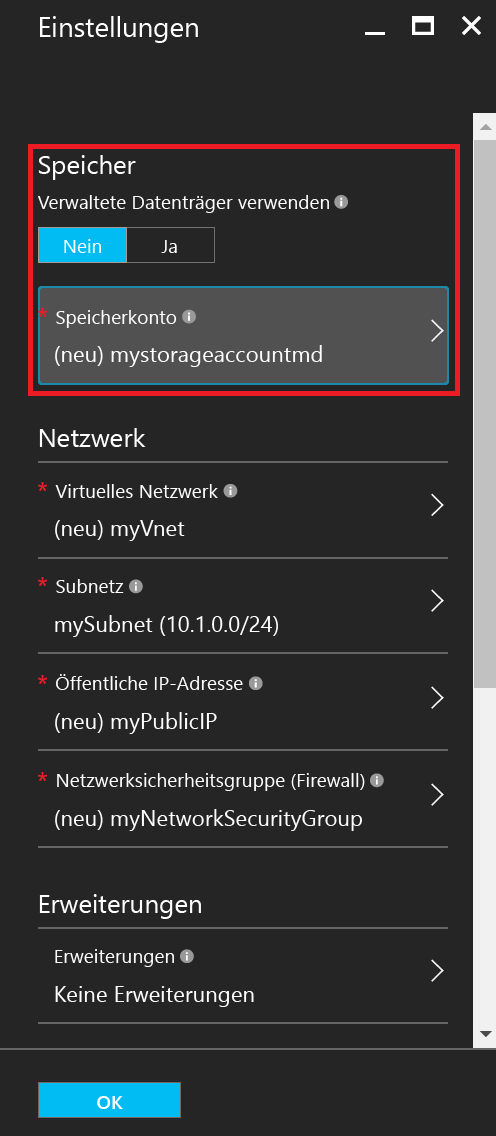 Einstellungen
Speicher
Verwaltete Datenträger verwenden
Nein Ja
* Speicherkonto
(neu) mystorageaccountmd
Netzwerk
* Virtuelles Netzwerk
(neu) myVnet
* Subnetz
mySubnet (10.1.0.0/24)
* Öffentliche IP-Adresse
(neu) myPublicIP
* Netzwerksicherheitsgruppe (Firewall)
(neu) myNetworkSecurityGroup
Erweiterungen
Erweiterungen
Keine Erweiterungen
OK